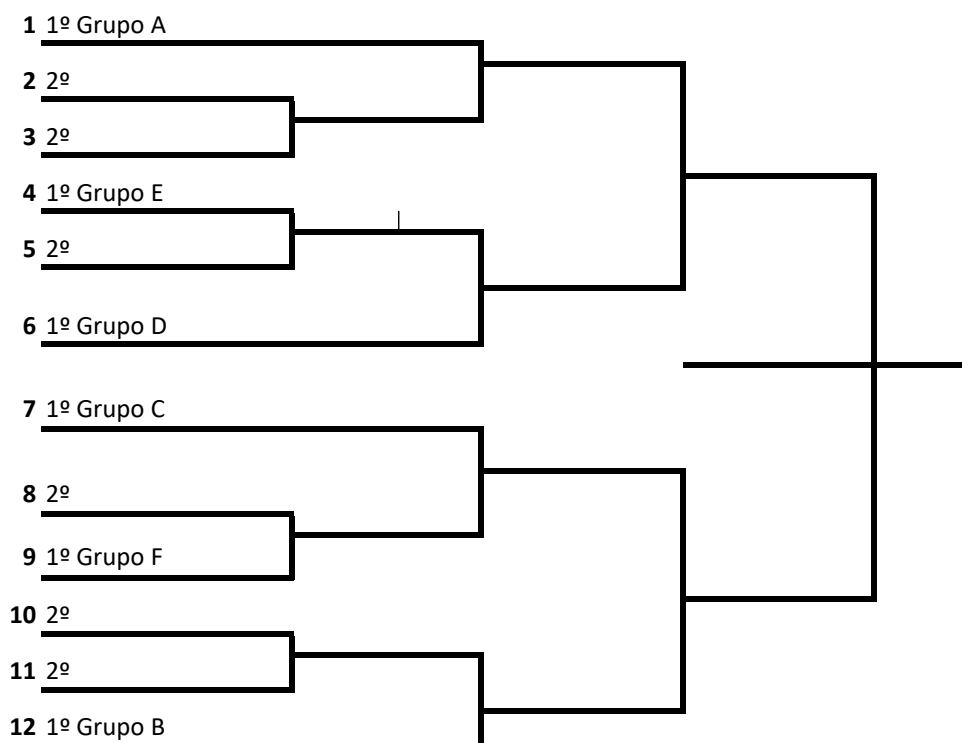 1 1º Grupo A
2 2º
3 2º
4 1º Grupo E
5 2º
6 1º Grupo D
7 1º Grupo C
8 2º
9 1º Grupo F
10 2º
11 2º
12 1º Grupo B